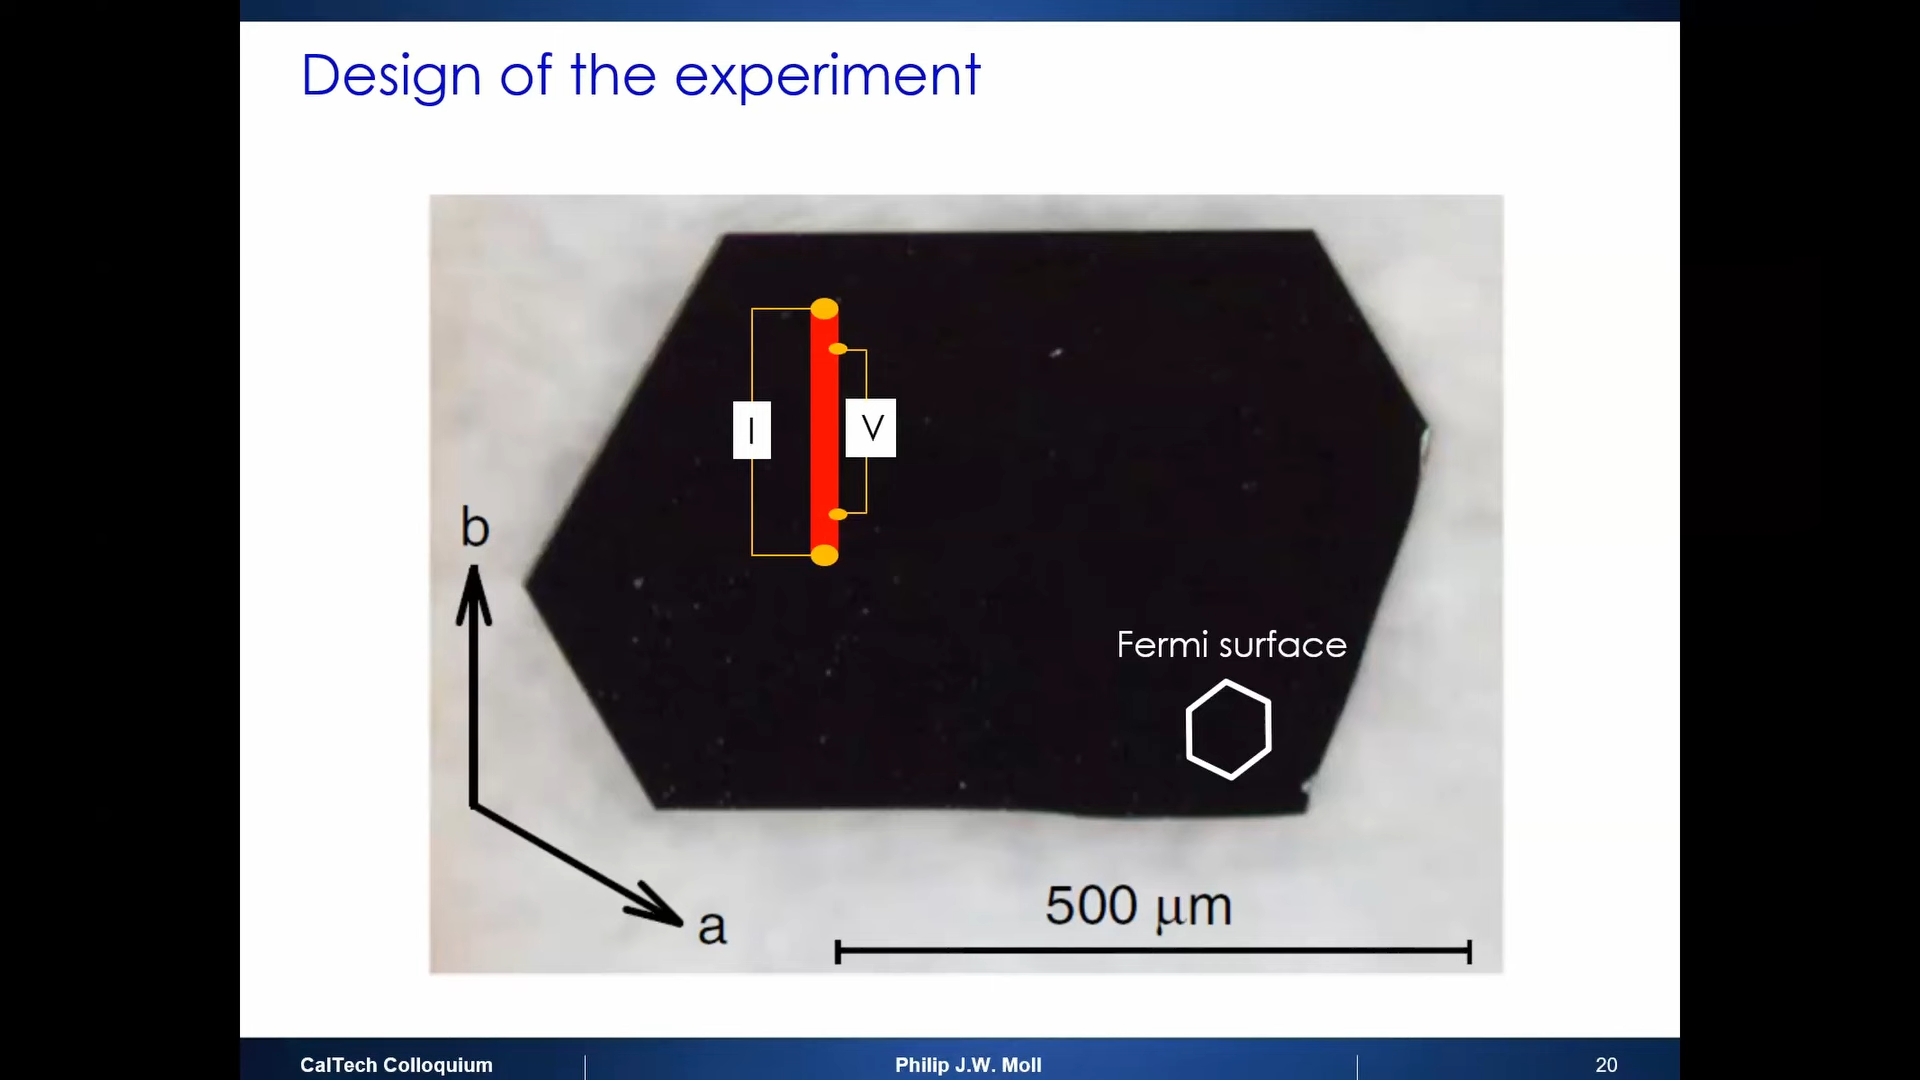 Design of the experiment
I
V
b
Fermi surface
a
500 μm
CalTech Colloquium
Philip J.W. Moll
20